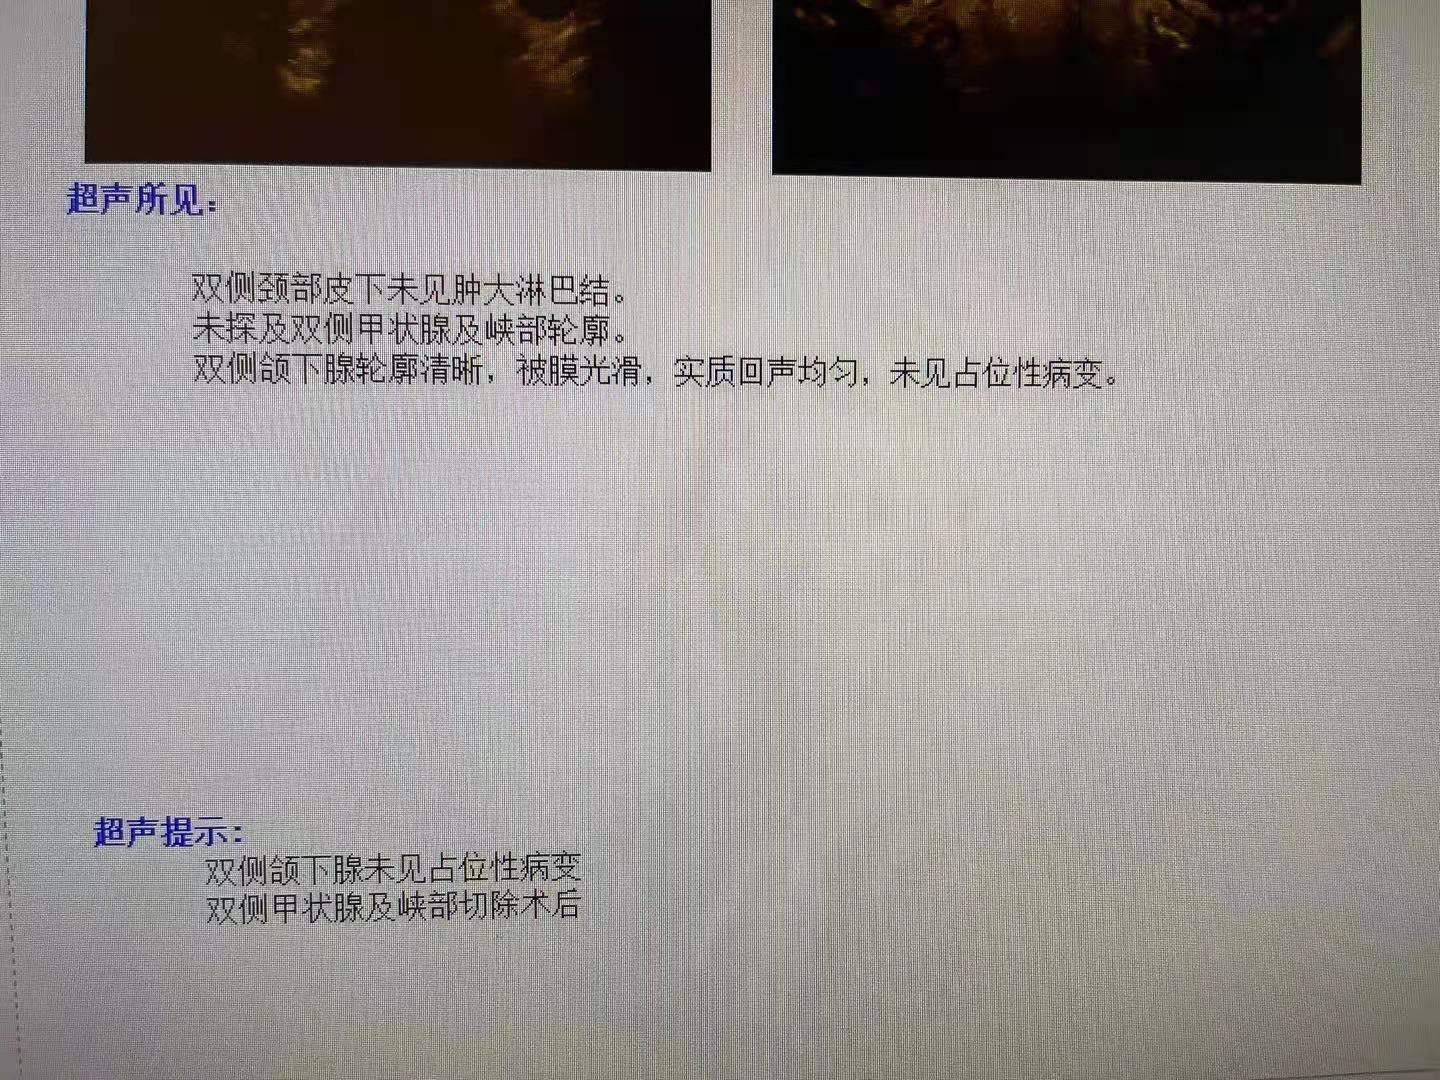 超声所见：
双侧颈部皮下未见肿大淋巴结。
未探及双侧甲状腺及峡部轮廓。
双侧颌下腺轮廓清晰，被膜光滑，实质回声均匀，未见占位性病变。
超声提示：
双侧颌下腺未见占位性病变
双侧甲状腺及峡部切除术后